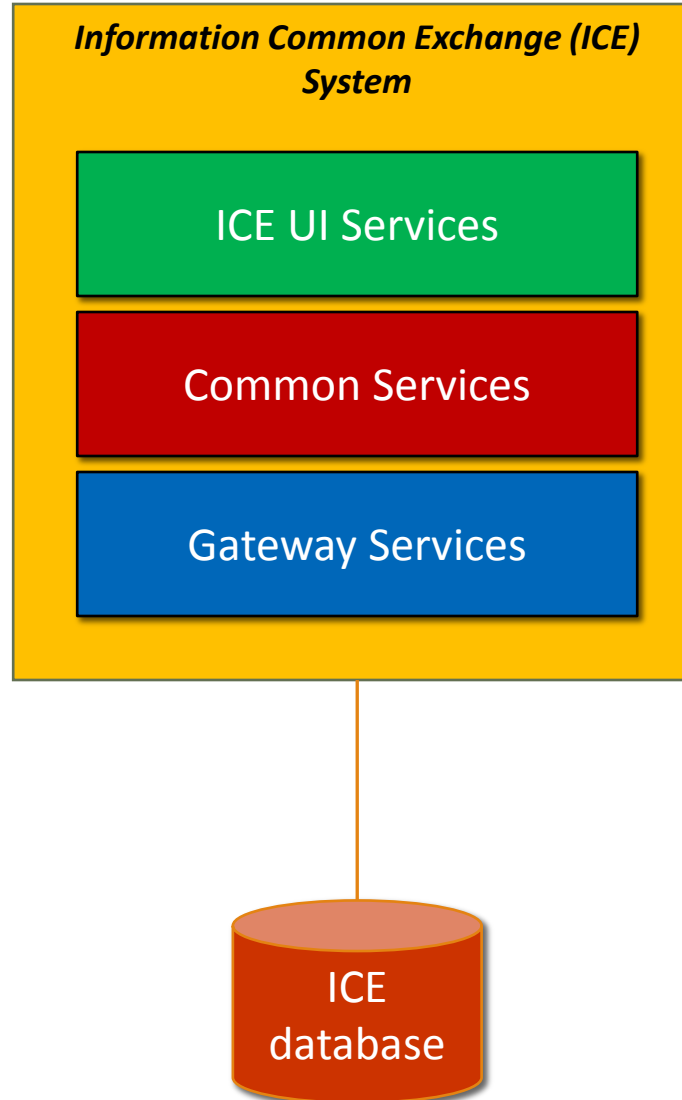 Information Common Exchange (ICE)
System
ICE UI Services
Common Services
Gateway Services
ICE
database